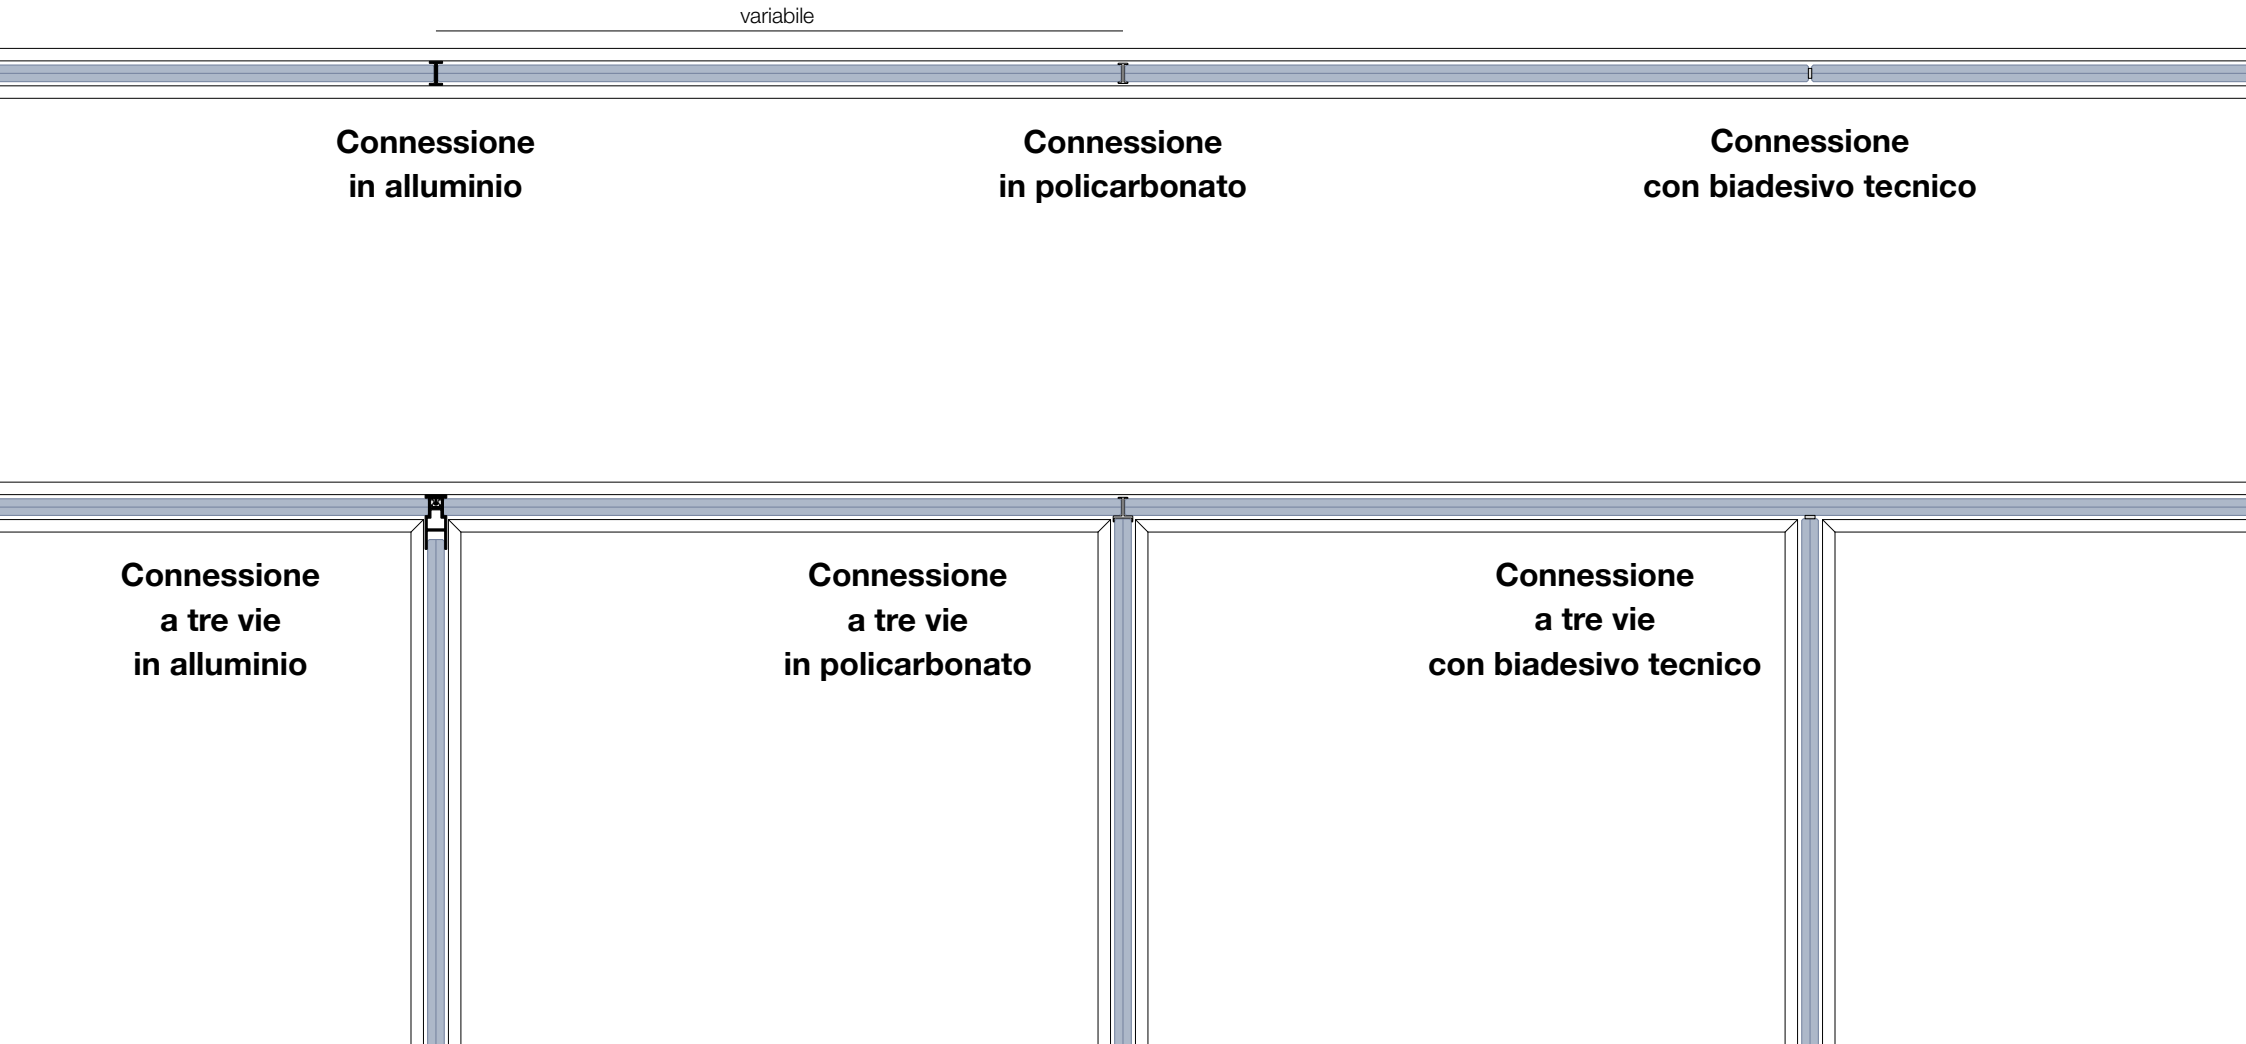 variabile
Connessione
in alluminio
Connessione
in policarbonato
Connessione
con biadesivo tecnico
Connessione
a tre vie
in alluminio
Connessione
a tre vie
in policarbonato
Connessione
a tre vie
con biadesivo tecnico